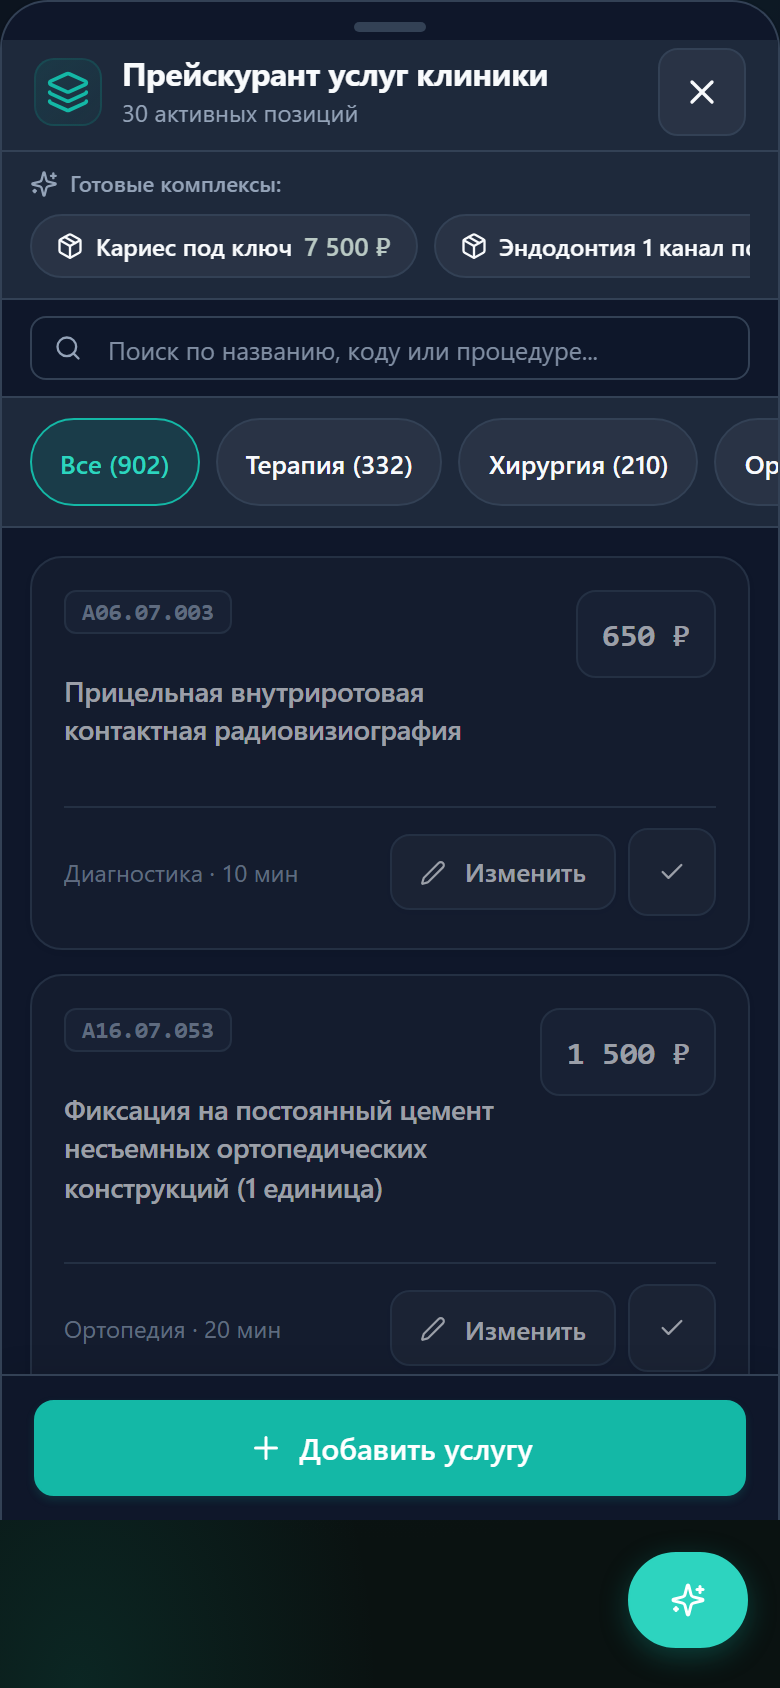 Прейскурант услуг клиники
30 активных позиций
Готовые комплексы:
Кариес под ключ 7 500 ₽
Эндодонтия 1 канал
Поиск по названию, коду или процедуре...
Все (902)
Терапия (332)
Хирургия (210)
A06.07.003
650 ₽
Прицельная внутриротовая
контактная радиовизиография
Диагностика · 10 мин
Изменить
A16.07.053
1 500 ₽
Фиксация на постоянный цемент
несъемных ортопедических
конструкций (1 единица)
Ортопедия · 20 мин
Изменить
Добавить услугу